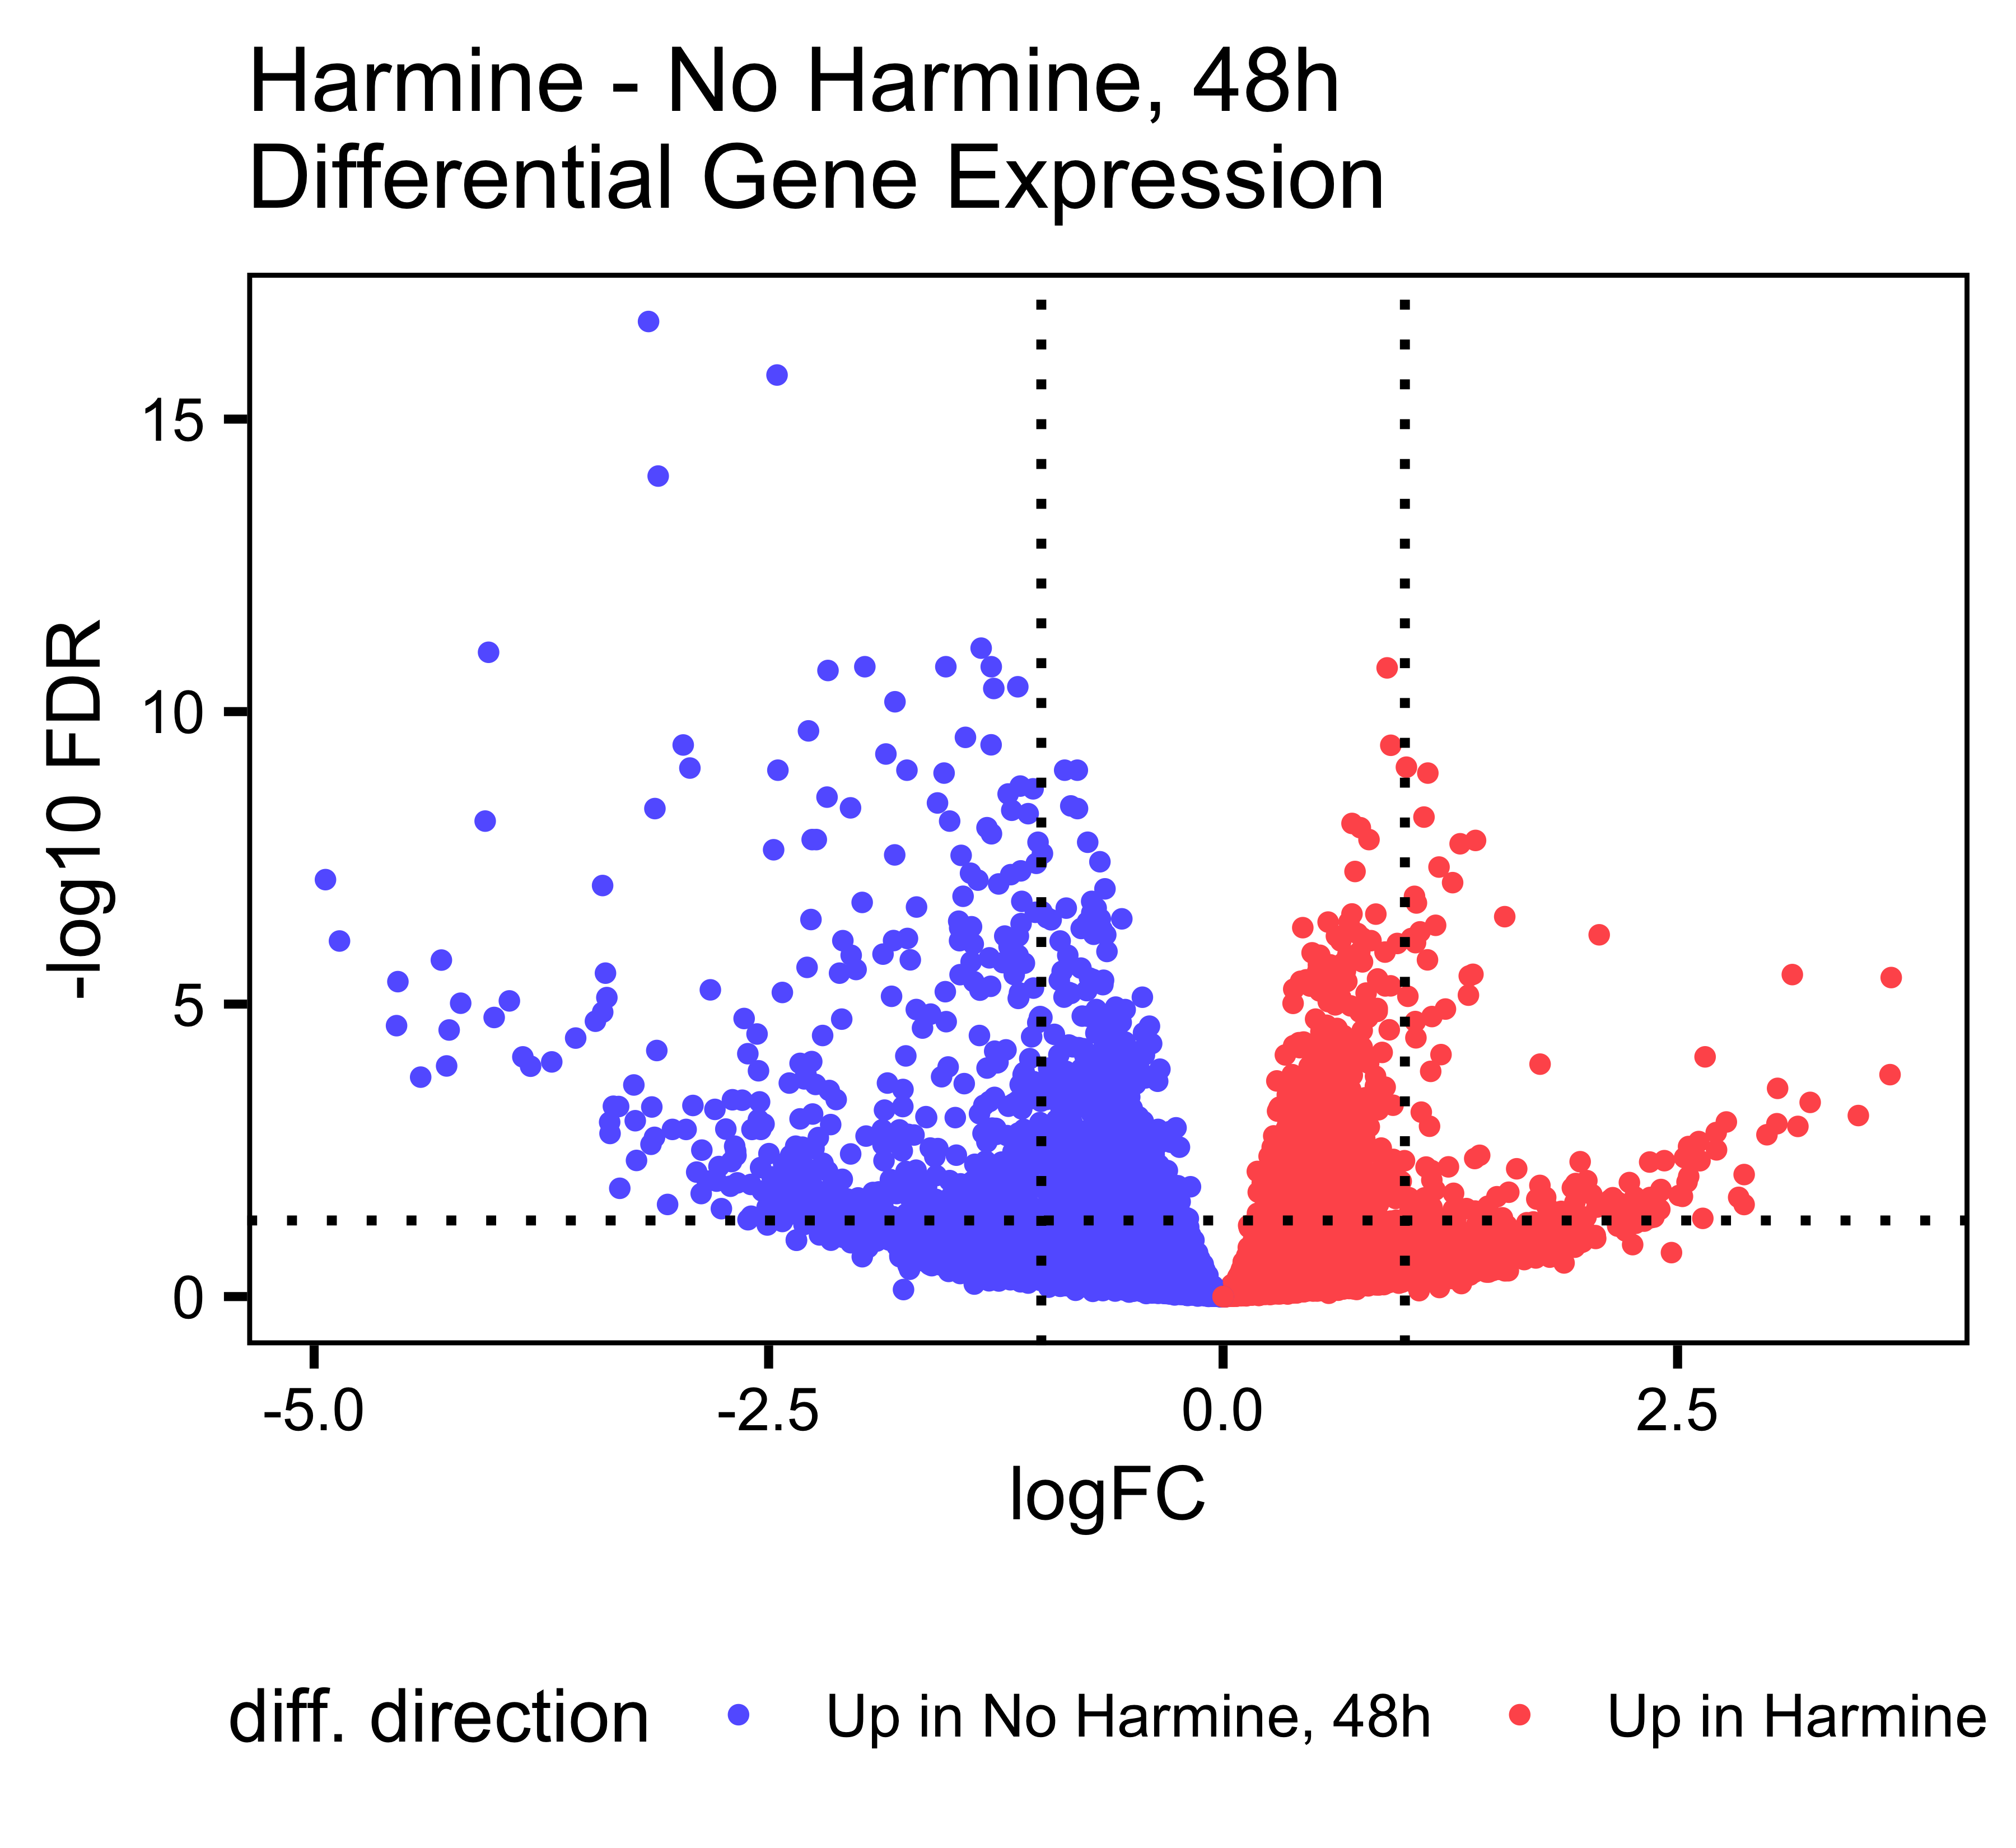 Harmine - No Harmine, 48h
Differential Gene Expression
-log10 FDR
15
10
5
0
-5.0
-2.5
0.0
2.5
logFC
diff. direction
Up in No Harmine, 48h
Up in Harmine